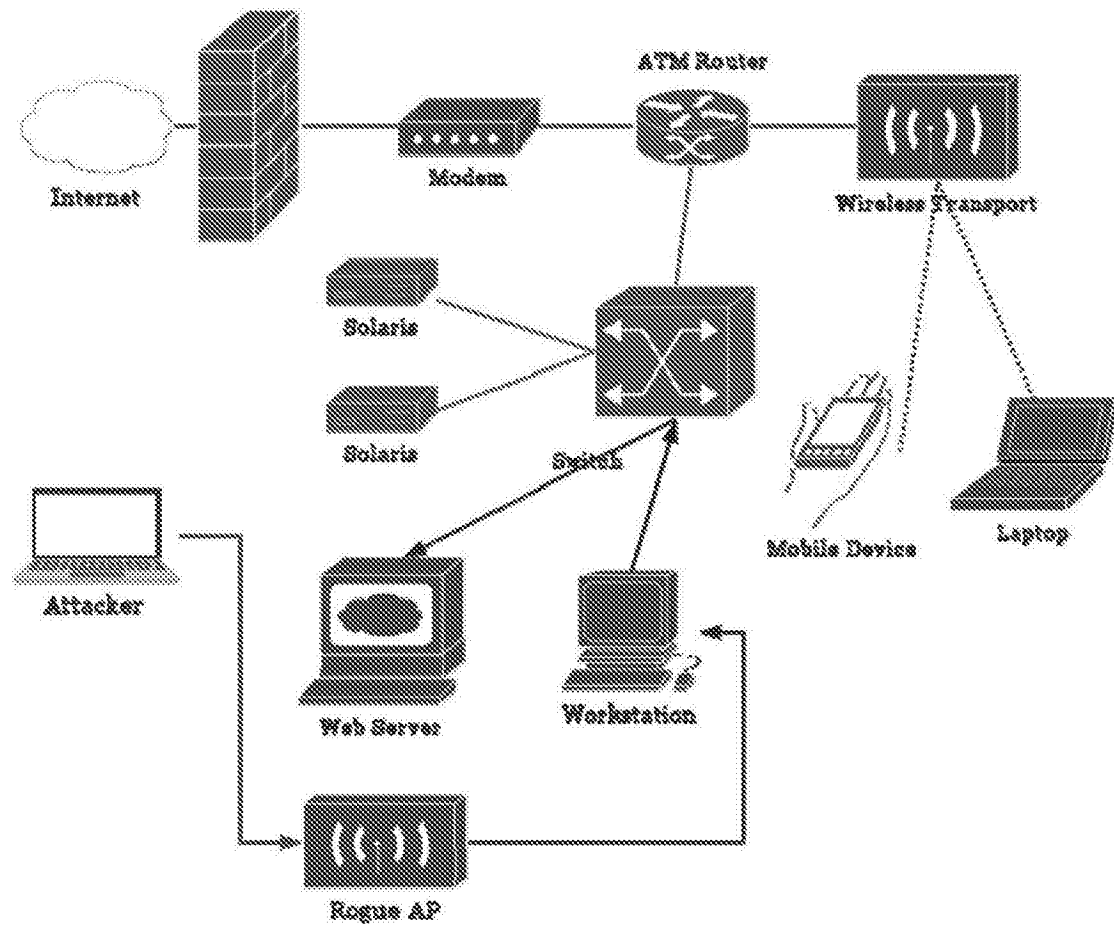 ATM Router
Internet
Modem
Wireless Transport
Solaris
Solaris
Switch
Mobile Device
Laptop
Attacker
Web Server
Workstation
Rogue AP